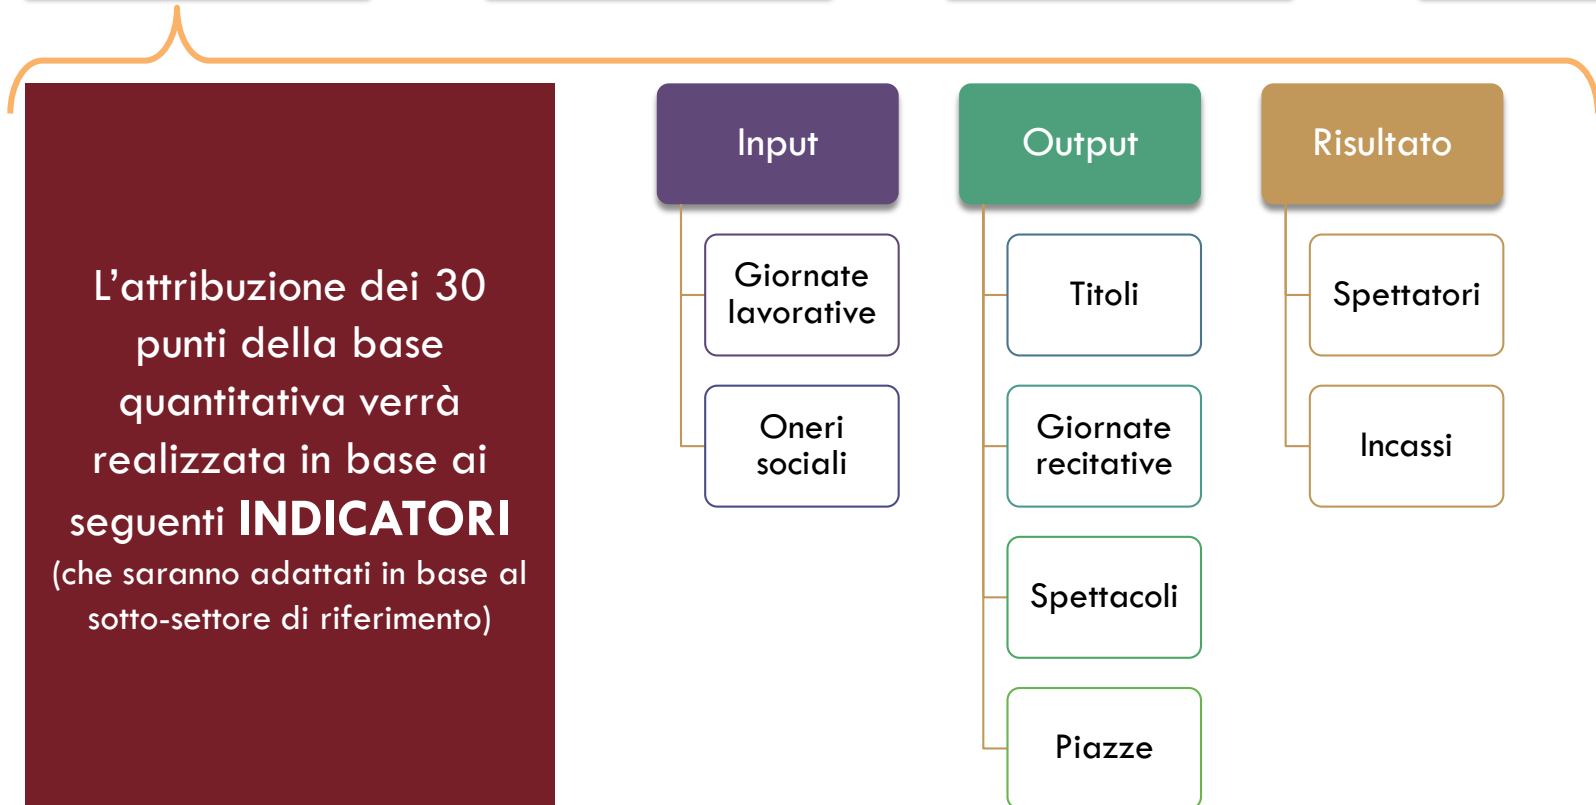 L'attribuzione dei 30
punti della base
quantitativa verrà
realizzata in base ai
seguenti INDICATORI
(che saranno adattati in base al
sotto-settore di riferimento)
Input
Giornate
lavorative
Oneri
sociali
Output
Titoli
Giornate
recitative
Spettacoli
Piazze
Risultato
Spettatori
Incassi